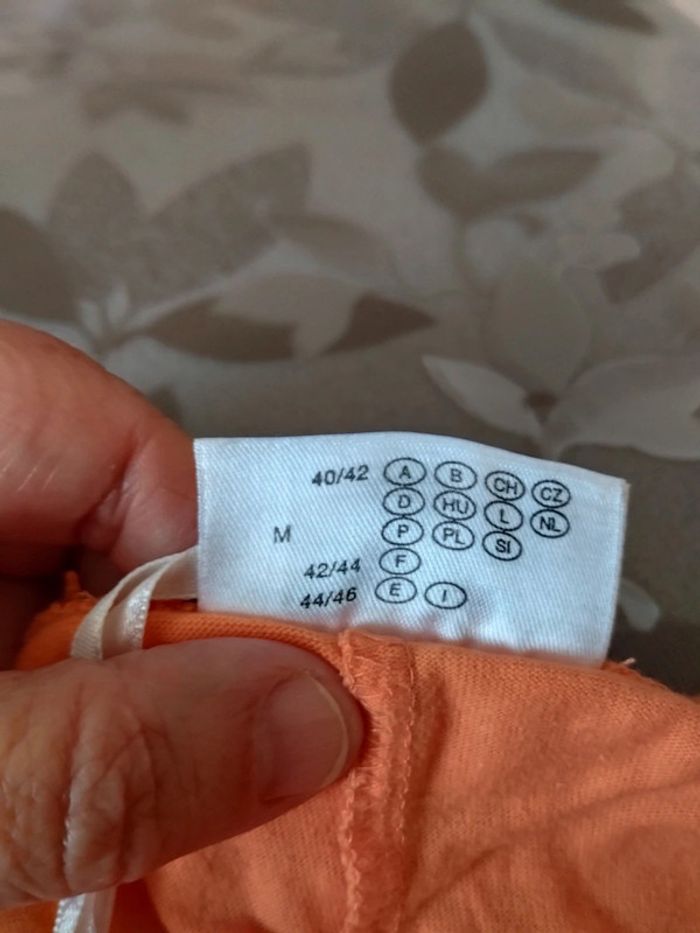 40/42 A B CH CZ
D HU L NL
M P PL SI
42/44 F
44/46 E I